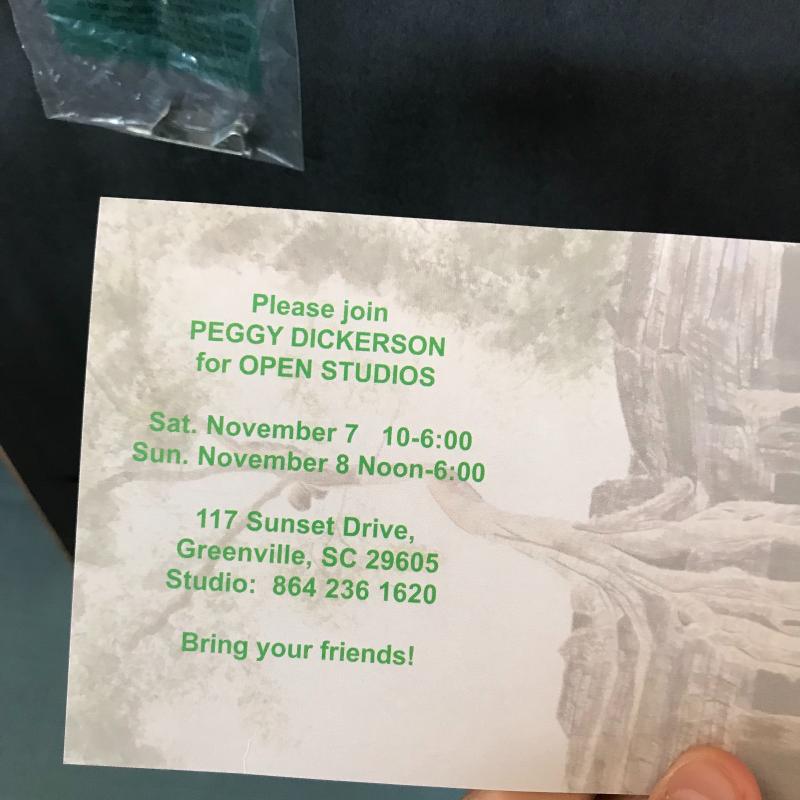 Please join
PEGGY DICKERSON
for OPEN STUDIOS
Sat. November 7 10-6:00
Sun. November 8 Noon-6:00
117 Sunset Drive,
Greenville, SC 29605
Studio: 864 236 1620
Bring your friends!